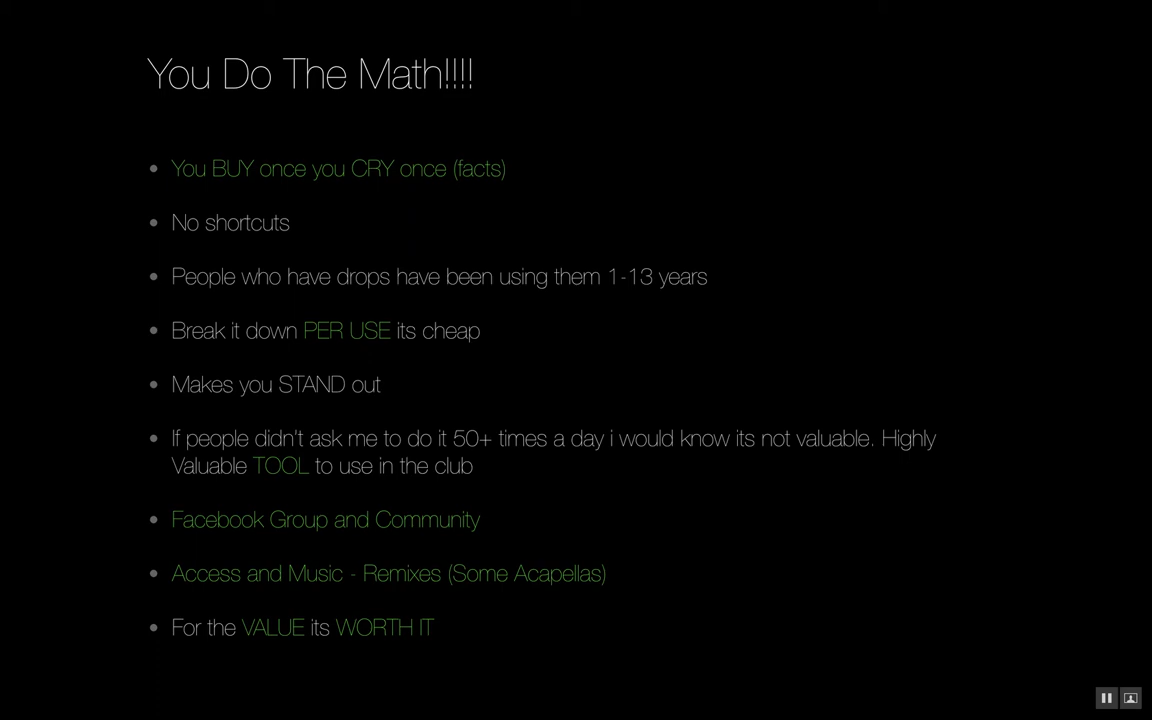 You Do The Math!!!!
• You BUY once you CRY once (facts)
• No shortcuts
• People who have drops have been using them 1-13 years
• Break it down PER USE its cheap
• Makes you STAND out
• If people didn't ask me to do it 50+ times a day i would know its not valuable. Highly
Valuable TOOL to use in the club
• Facebook Group and Community
• Access and Music - Remixes (Some Acapellas)
• For the VALUE its WORTH IT